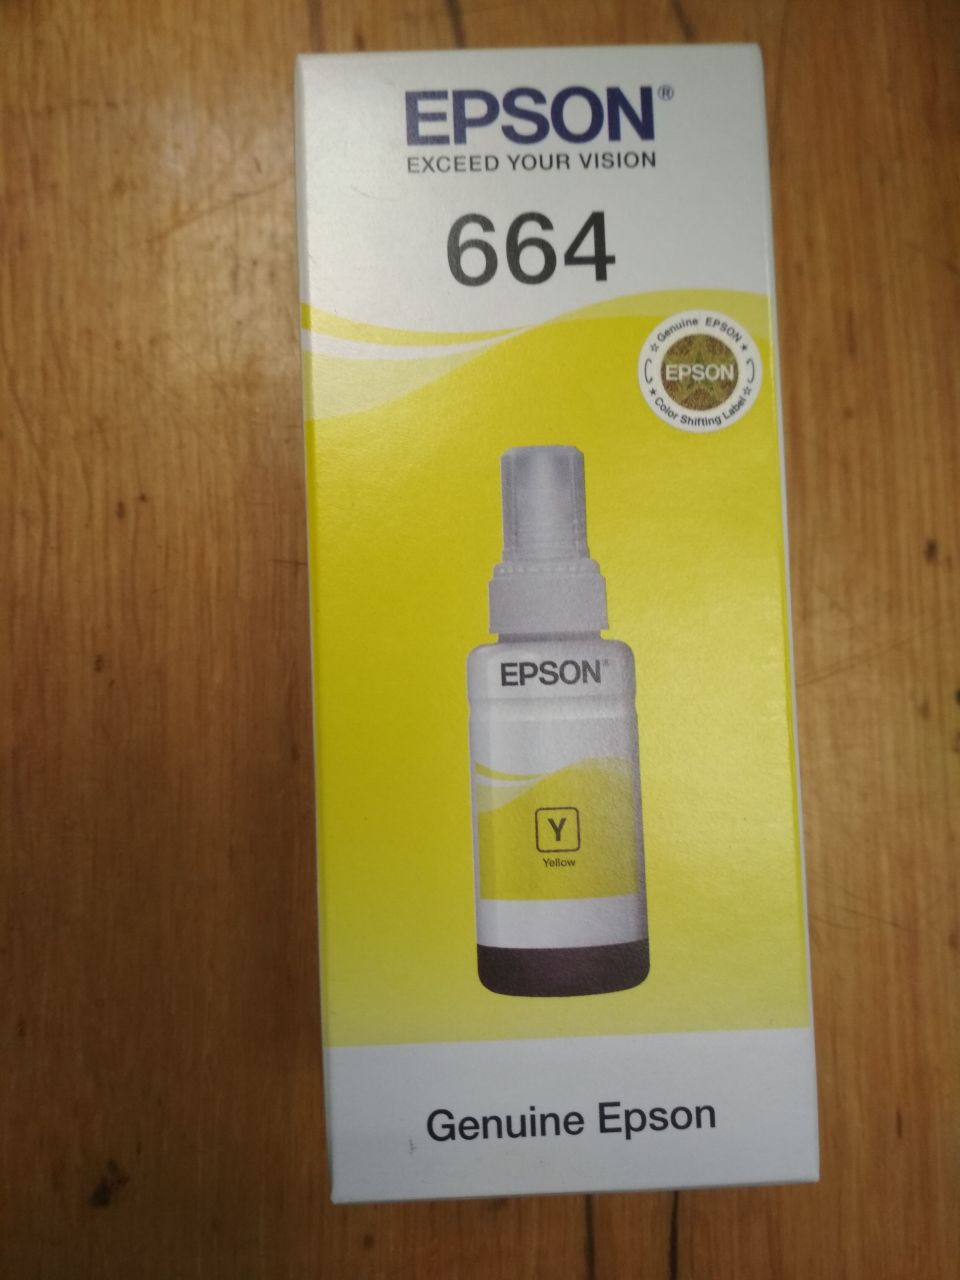 EPSON®
EXCEED YOUR VISION
664
Genuine EPSON
EPSON
Color Shifting Label
EPSON®
Y
Yellow
Genuine Epson